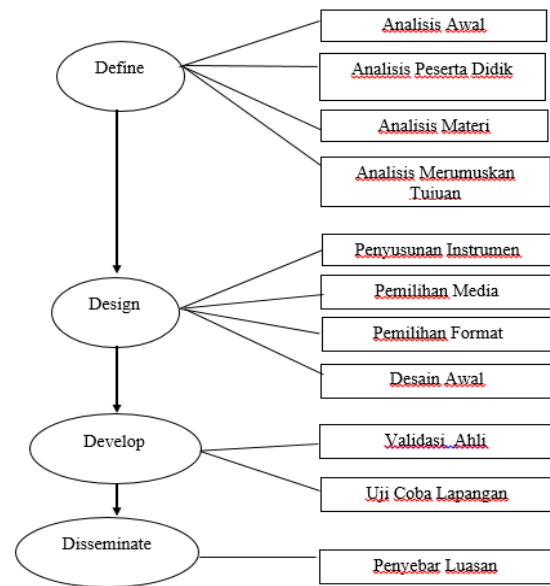 Define
Analisis Awal
Analisis Peserta Didik
Analisis Materi
Analisis Merumuskan
Tujuan
Design
Penyusunan Instrumen
Pemilihan Media
Pemilihan Format
Desain Awal
Develop
Validasi Ahli
Uji Coba Lapangan
Disseminate
Penyebar Luasan